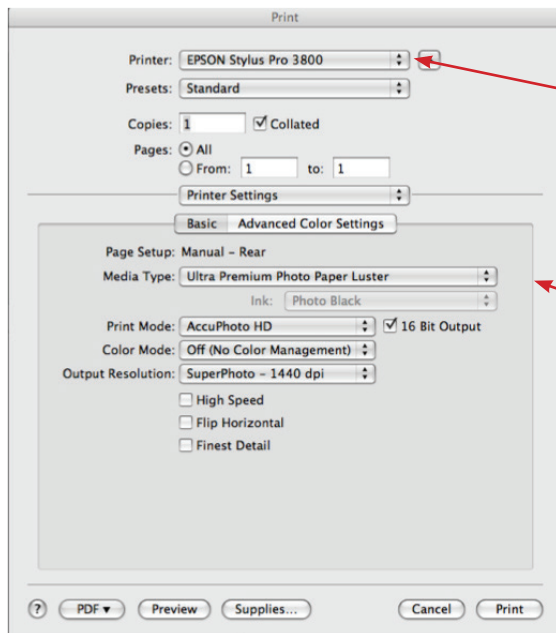 Print
Printer: EPSON Stylus Pro 3800
Presets: Standard
Copies: 1 Collated
Pages: All
From: 1 to: 1
Printer Settings
Basic Advanced Color Settings
Page Setup: Manual – Rear
Media Type: Ultra Premium Photo Paper Luster
Ink: Photo Black
Print Mode: AccuPhoto HD 16 Bit Output
Color Mode: Off (No Color Management)
Output Resolution: SuperPhoto – 1440 dpi
High Speed
Flip Horizontal
Finest Detail
? PDF Preview Supplies... Cancel Print